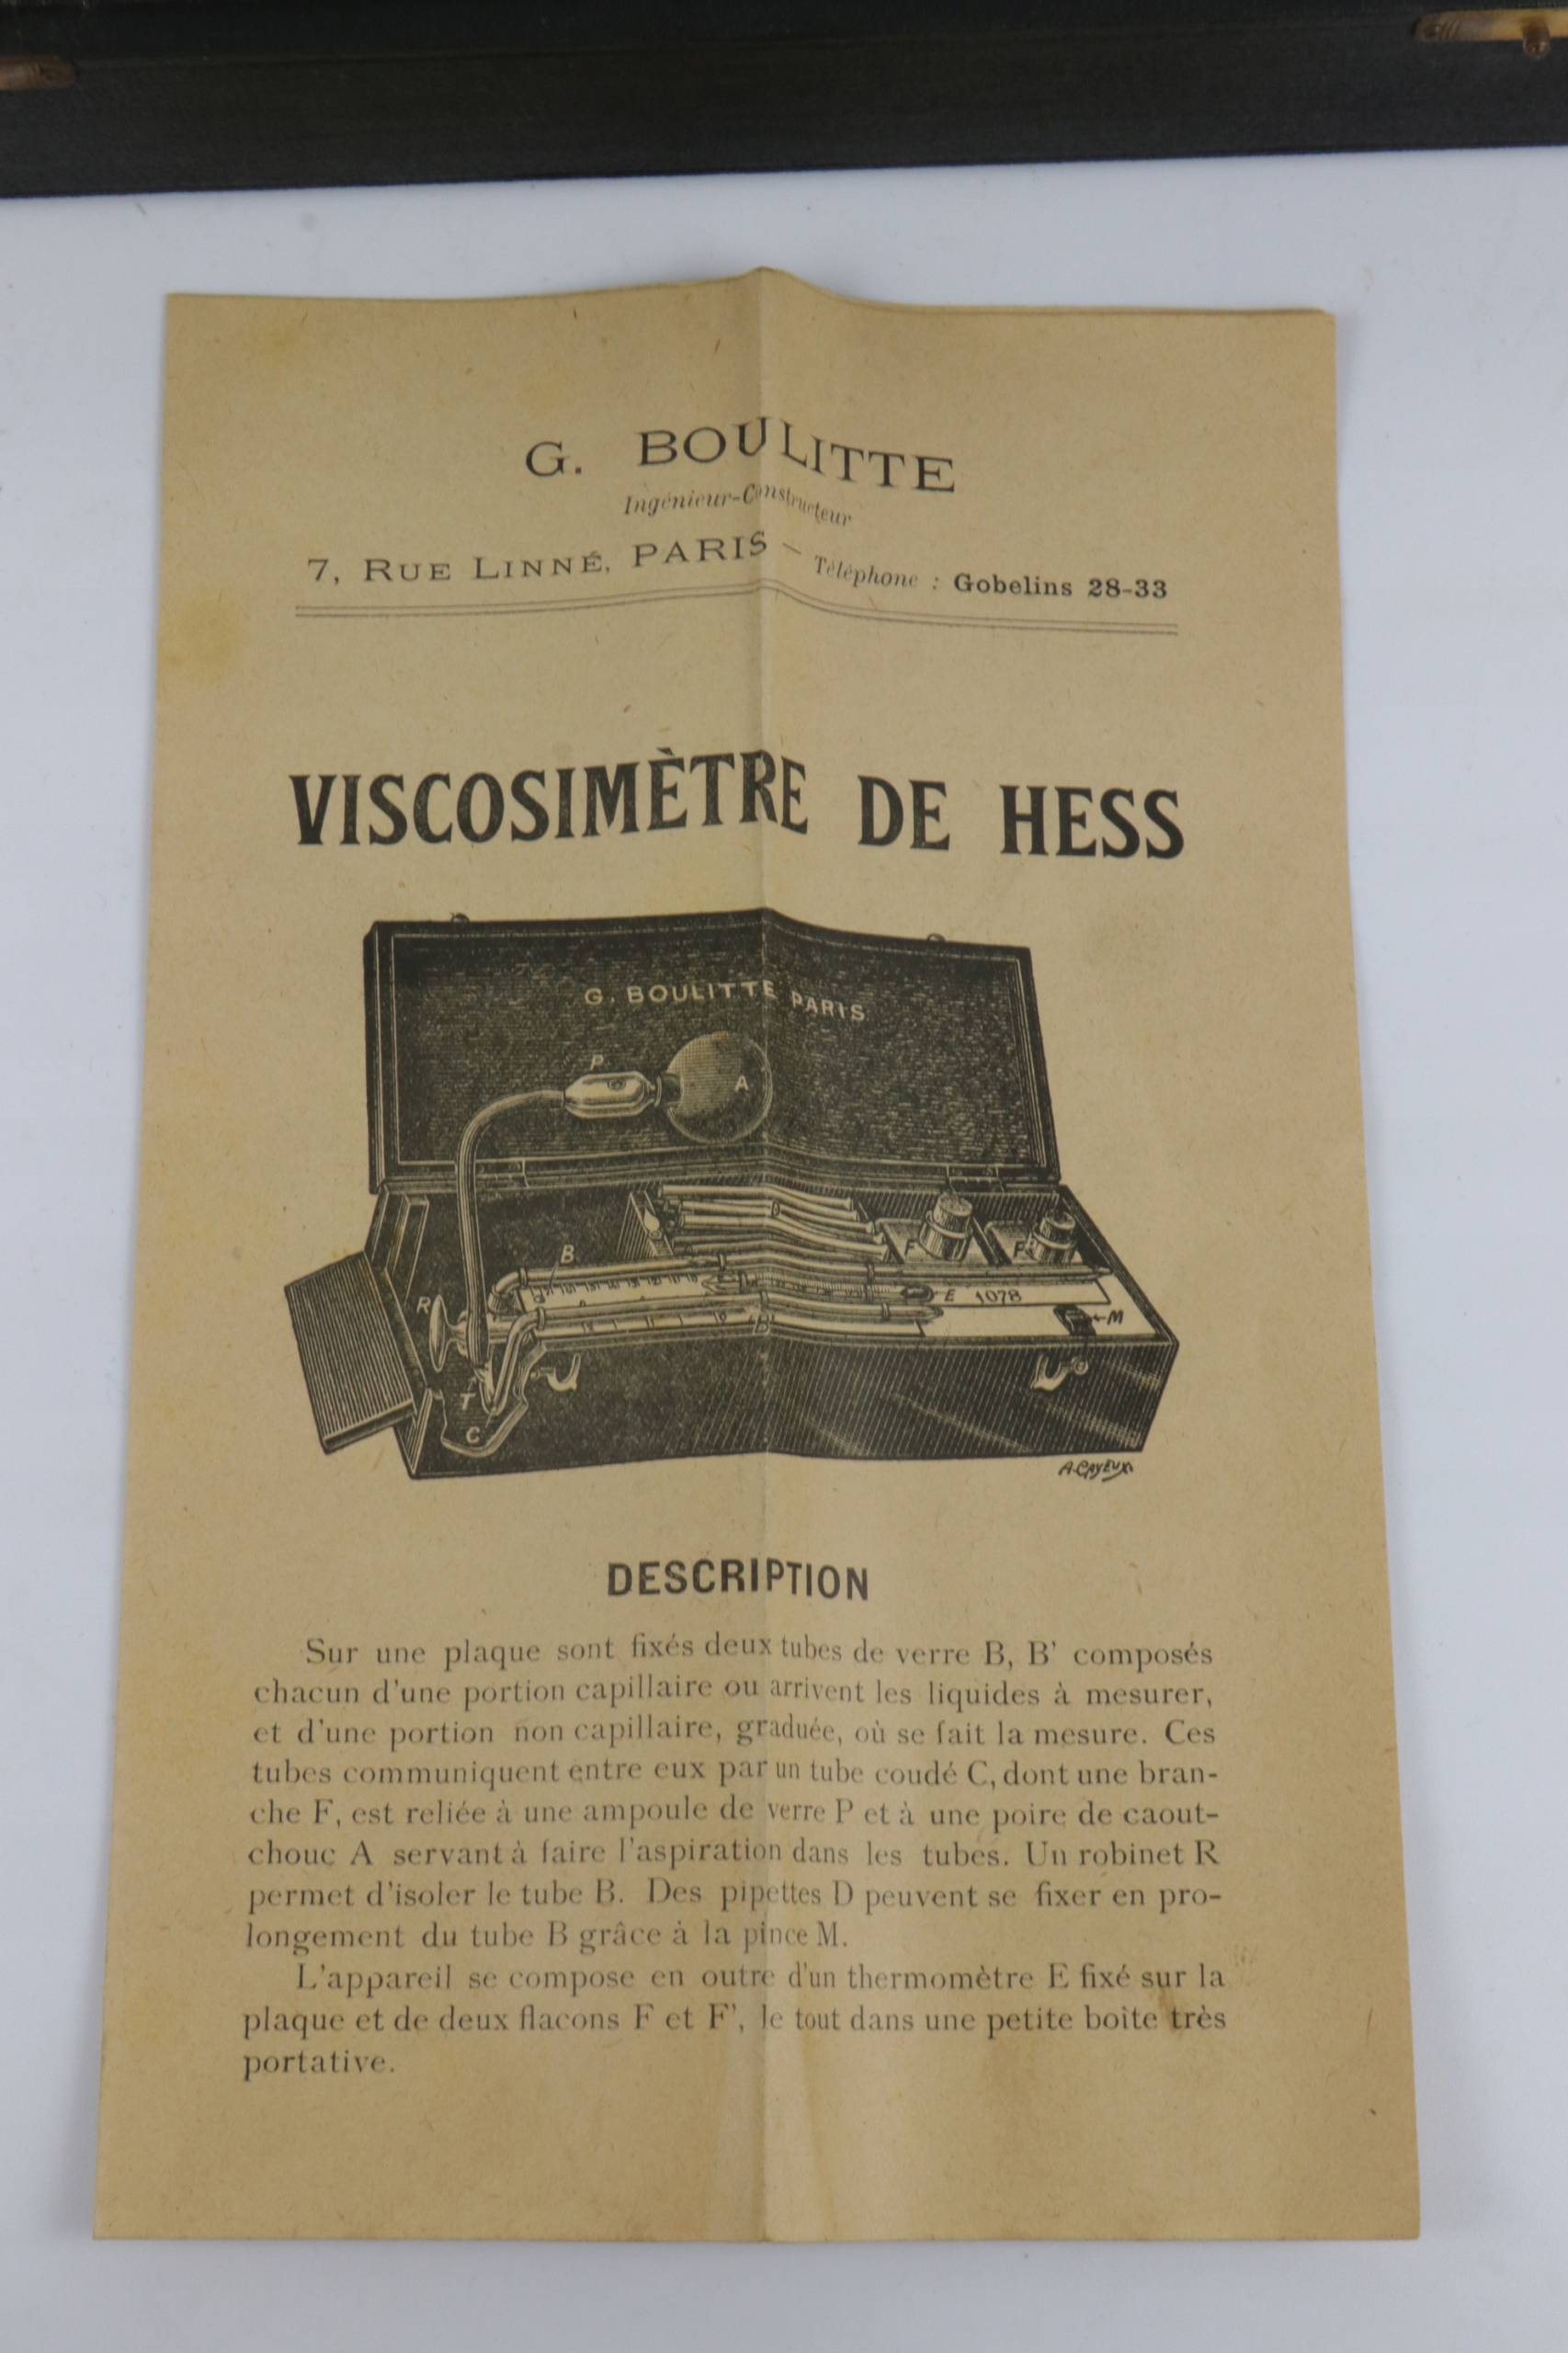 G. BOULITTE
Ingénieur-Constructeur
7, RUE LINNÉ, PARIS – Téléphone : Gobelins 28-33
VISCOSIMÈTRE DE HESS
G. BOULITTE PARIS
P
A
B
D
F
F'
R
E 1078
M
B'
T
C
A. CAYEUX
DESCRIPTION
Sur une plaque sont fixés deux tubes de verre B, B' composés
chacun d'une portion capillaire ou arrivent les liquides à mesurer,
et d'une portion non capillaire, graduée, où se fait la mesure. Ces
tubes communiquent entre eux par un tube coudé C, dont une bran-
che F, est reliée à une ampoule de verre P et à une poire de caout-
chouc A servant à faire l'aspiration dans les tubes. Un robinet R
permet d'isoler le tube B. Des pipettes D peuvent se fixer en pro-
longement du tube B grâce à la pince M.
L'appareil se compose en outre d'un thermomètre E fixé sur la
plaque et de deux flacons F et F', le tout dans une petite boîte très
portative.